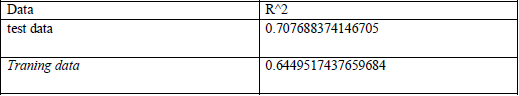 Data R^2
test data 0.707688374146705
Traning data 0.6449517437659684